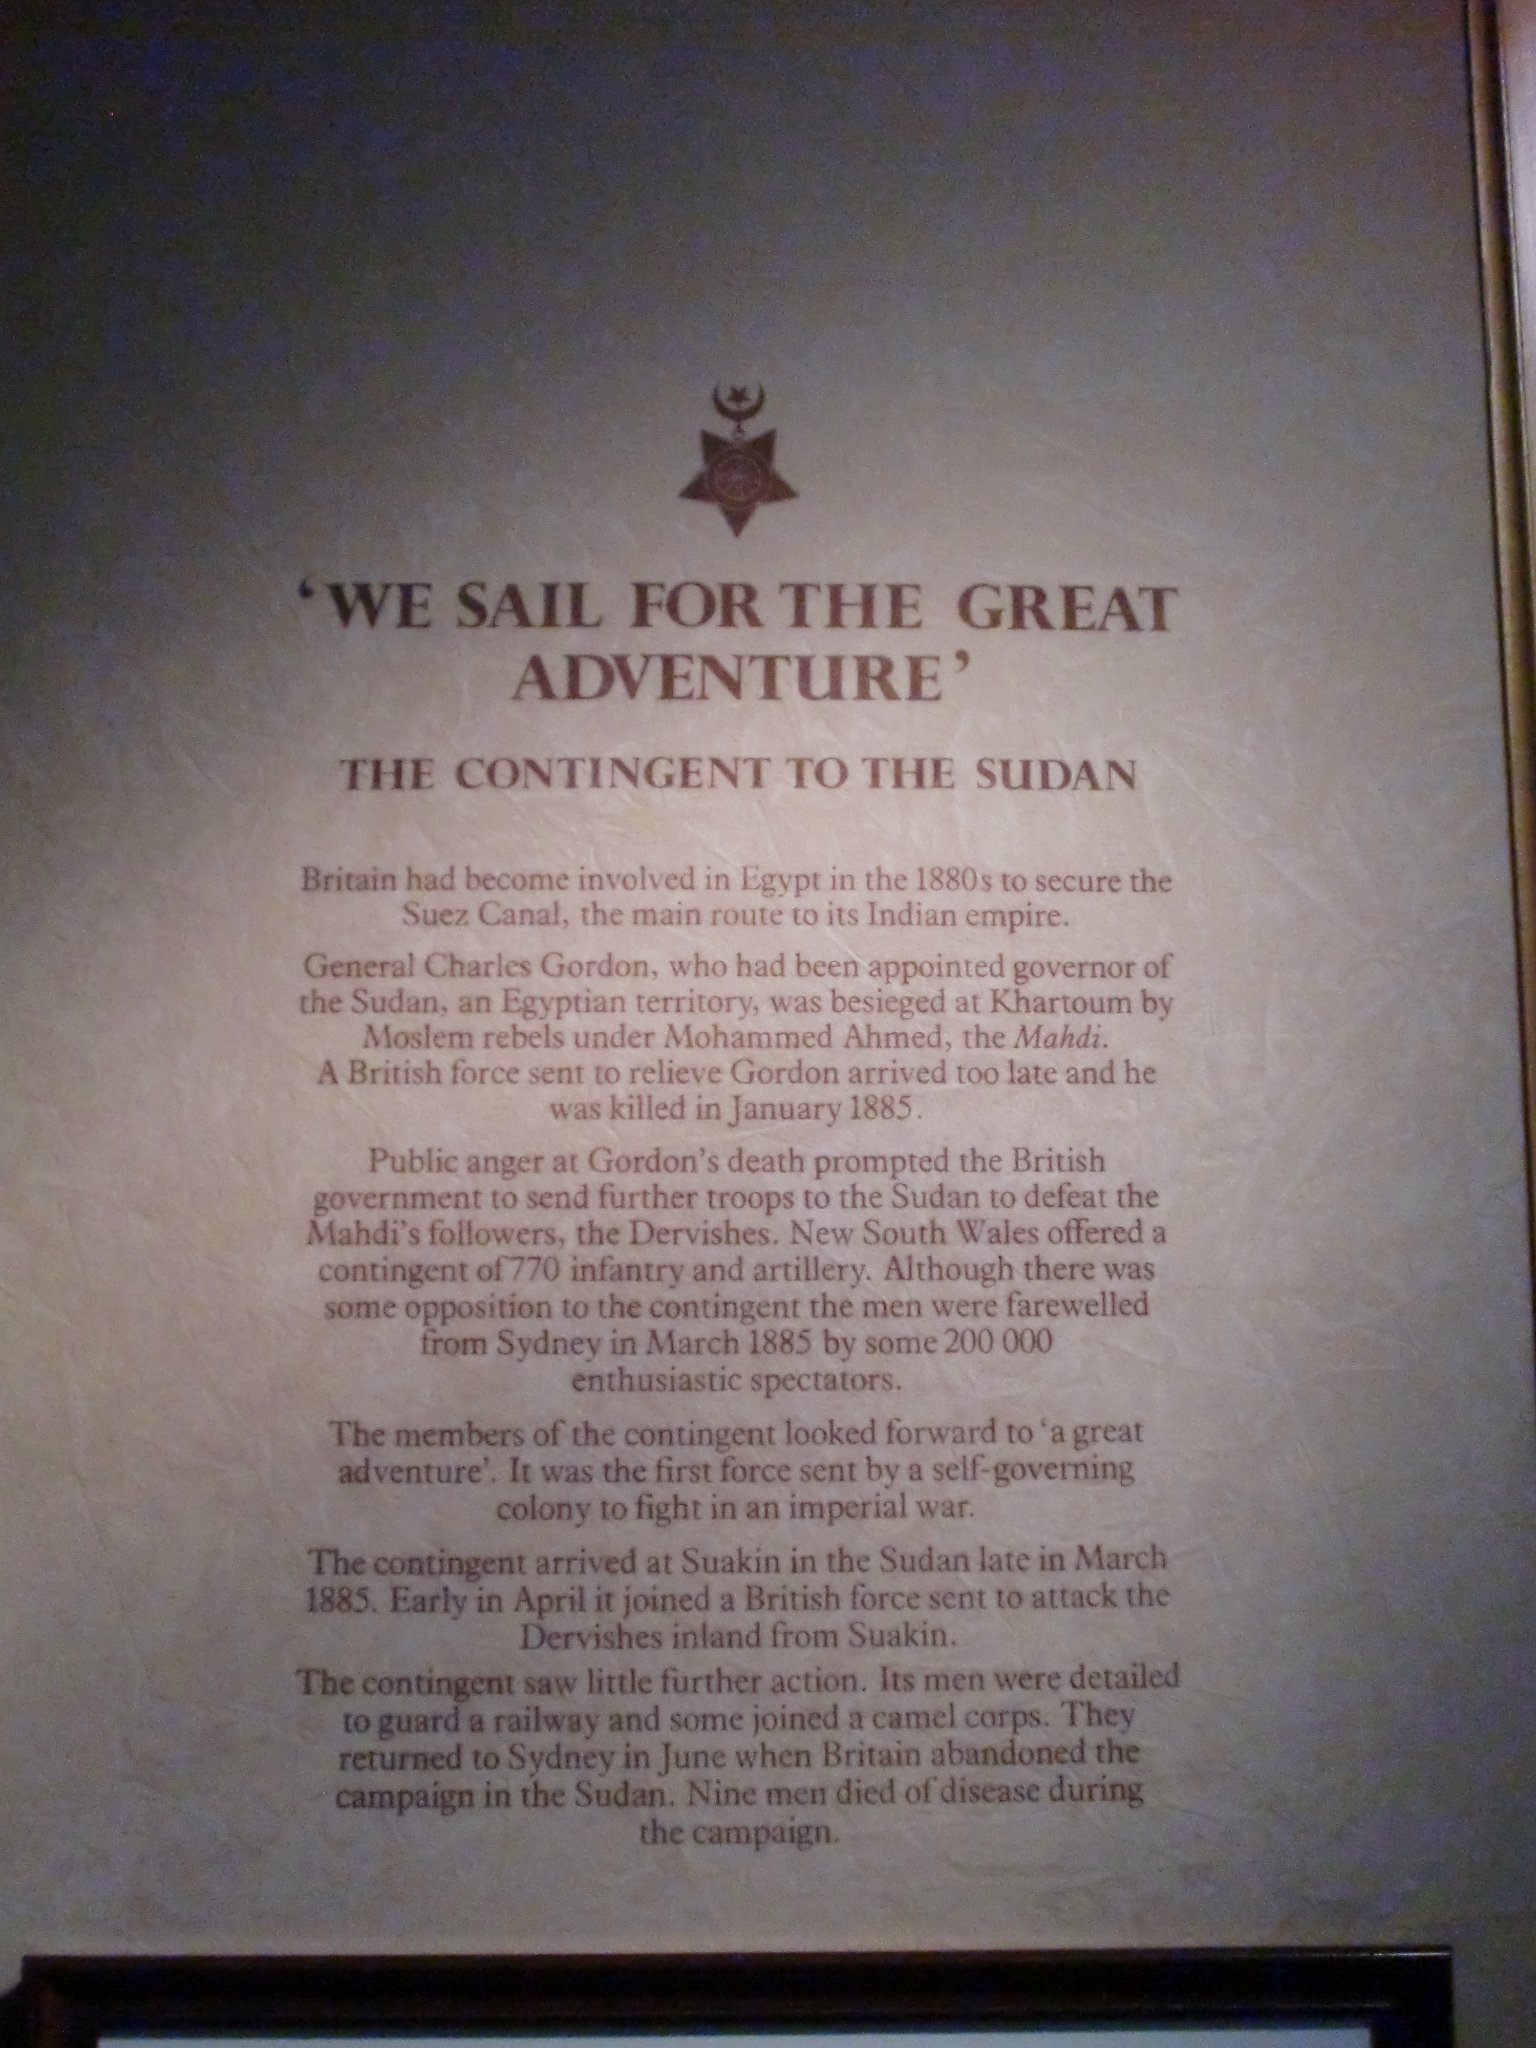 ‘WE SAIL FOR THE GREAT
ADVENTURE’
THE CONTINGENT TO THE SUDAN
Britain had become involved in Egypt in the 1880s to secure the
Suez Canal, the main route to its Indian empire.
General Charles Gordon, who had been appointed governor of
the Sudan, an Egyptian territory, was besieged at Khartoum by
Moslem rebels under Mohammed Ahmed, the Mahdi.
A British force sent to relieve Gordon arrived too late and he
was killed in January 1885.
Public anger at Gordon’s death prompted the British
government to send further troops to the Sudan to defeat the
Mahdi’s followers, the Dervishes. New South Wales offered a
contingent of 770 infantry and artillery. Although there was
some opposition to the contingent the men were farewelled
from Sydney in March 1885 by some 200 000
enthusiastic spectators.
The members of the contingent looked forward to ‘a great
adventure’. It was the first force sent by a self-governing
colony to fight in an imperial war.
The contingent arrived at Suakin in the Sudan late in March
1885. Early in April it joined a British force sent to attack the
Dervishes inland from Suakin.
The contingent saw little further action. Its men were detailed
to guard a railway and some joined a camel corps. They
returned to Sydney in June when Britain abandoned the
campaign in the Sudan. Nine men died of disease during
the campaign.